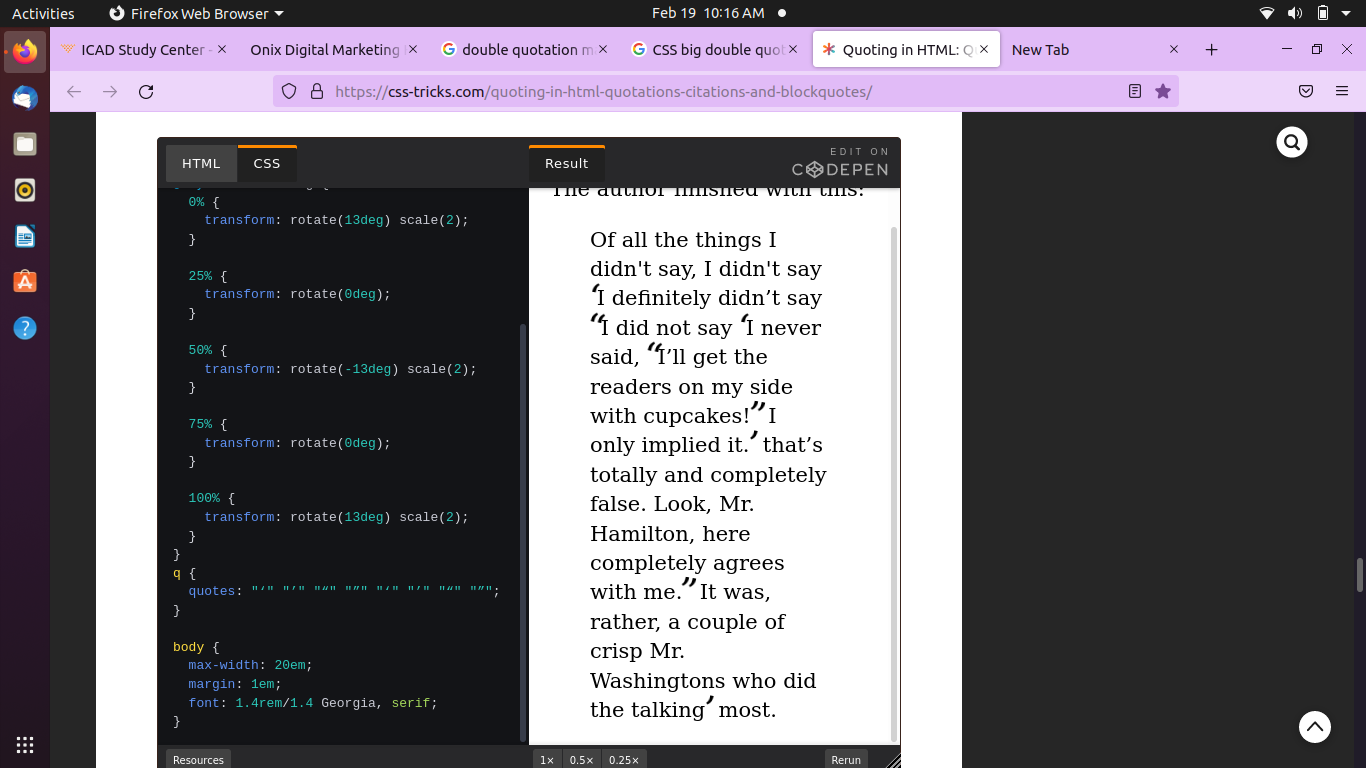 Activities
Firefox Web Browser
Feb 19 10:16 AM
ICAD Study Center -
Onix Digital Marketing
double quotation m
CSS big double quot
Quoting in HTML: Q
New Tab
https://css-tricks.com/quoting-in-html-quotations-citations-and-blockquotes/
HTML
CSS
Result
EDIT ON
CODEPEN
0% {
transform: rotate(13deg) scale(2);
}
25% {
transform: rotate(0deg);
}
50% {
transform: rotate(-13deg) scale(2);
}
75% {
transform: rotate(0deg);
}
100% {
transform: rotate(13deg) scale(2);
}
}
q {
quotes: "‘" "’" "“" "”" "‘" "’" "“" "”";
}
body {
max-width: 20em;
margin: 1em;
font: 1.4rem/1.4 Georgia, serif;
}
The author finished with this:
Of all the things I
didn't say, I didn't say
‘I definitely didn’t say
“I did not say ‘I never
said, “I’ll get the
readers on my side
with cupcakes!” I
only implied it.’ that’s
totally and completely
false. Look, Mr.
Hamilton, here
completely agrees
with me.” It was,
rather, a couple of
crisp Mr.
Washingtons who did
the talking’ most.
Resources
1× 0.5× 0.25×
Rerun